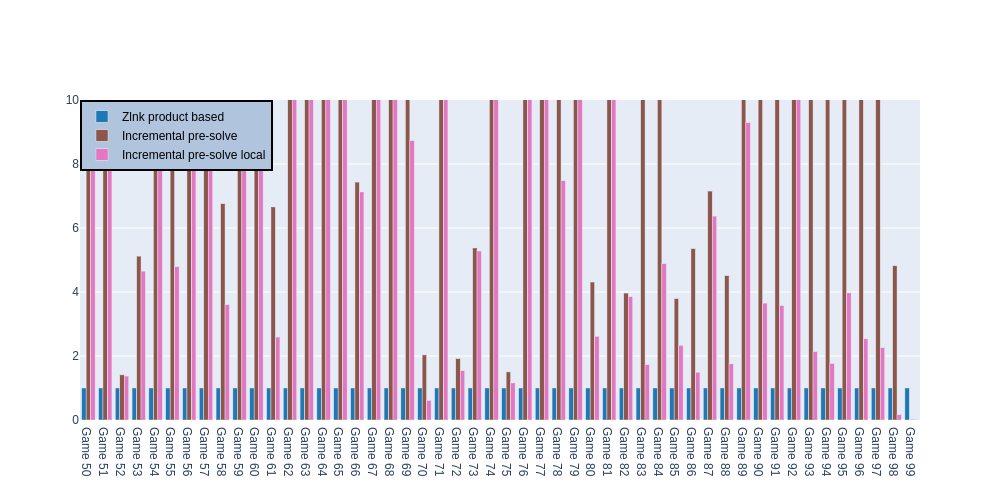 10
8
6
4
2
0
Zlnk product based
Incremental pre-solve
Incremental pre-solve local
Game 50
Game 51
Game 52
Game 53
Game 54
Game 55
Game 56
Game 57
Game 58
Game 59
Game 60
Game 61
Game 62
Game 63
Game 64
Game 65
Game 66
Game 67
Game 68
Game 69
Game 70
Game 71
Game 72
Game 73
Game 74
Game 75
Game 76
Game 77
Game 78
Game 79
Game 80
Game 81
Game 82
Game 83
Game 84
Game 85
Game 86
Game 87
Game 88
Game 89
Game 90
Game 91
Game 92
Game 93
Game 94
Game 95
Game 96
Game 97
Game 98
Game 99